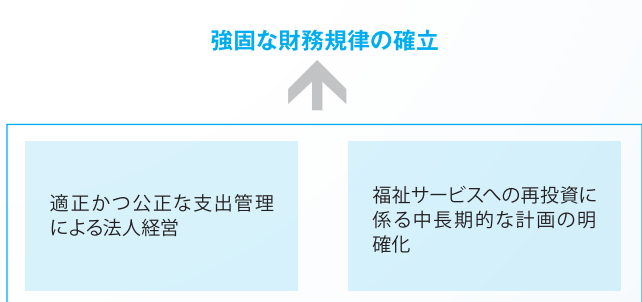 強固な財務規律の確立
適正かつ公正な支出管理
による法人経営
福祉サービスへの再投資に
係る中長期的な計画の明
確化